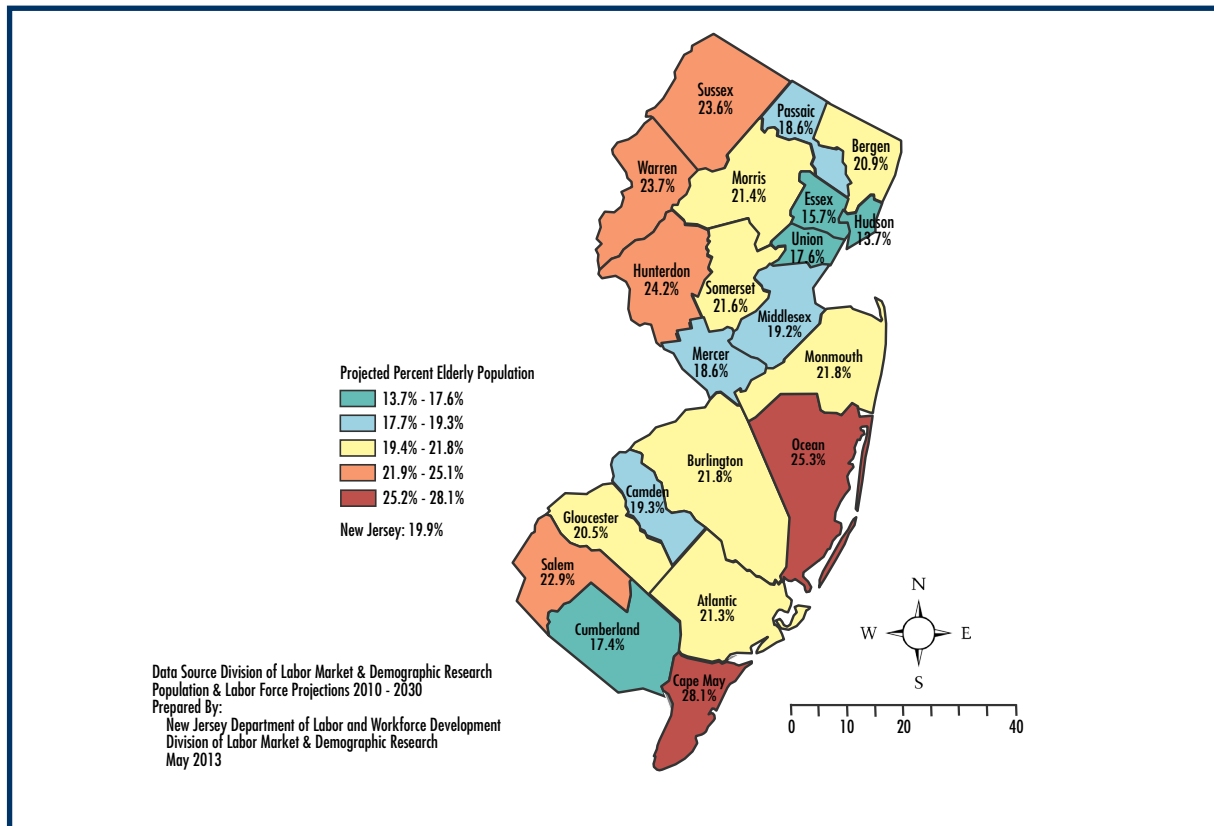 Sussex
23.6%
Passaic
18.6%
Bergen
20.9%
Warren
23.7%
Morris
21.4%
Essex
15.7%
Hudson
13.7%
Union
17.6%
Hunterdon
24.2%
Somerset
21.6%
Middlesex
19.2%
Mercer
18.6%
Monmouth
21.8%
Projected Percent Elderly Population
13.7% - 17.6%
17.7% - 19.3%
19.4% - 21.8%
21.9% - 25.1%
25.2% - 28.1%
New Jersey: 19.9%
Ocean
25.3%
Burlington
21.8%
Camden
19.3%
Gloucester
20.5%
Salem
22.9%
Atlantic
21.3%
Cumberland
17.4%
Cape May
28.1%
N
W E
S
0 10 20 30 40
Data Source Division of Labor Market & Demographic Research
Population & Labor Force Projections 2010 - 2030
Prepared By:
New Jersey Department of Labor and Workforce Development
Division of Labor Market & Demographic Research
May 2013